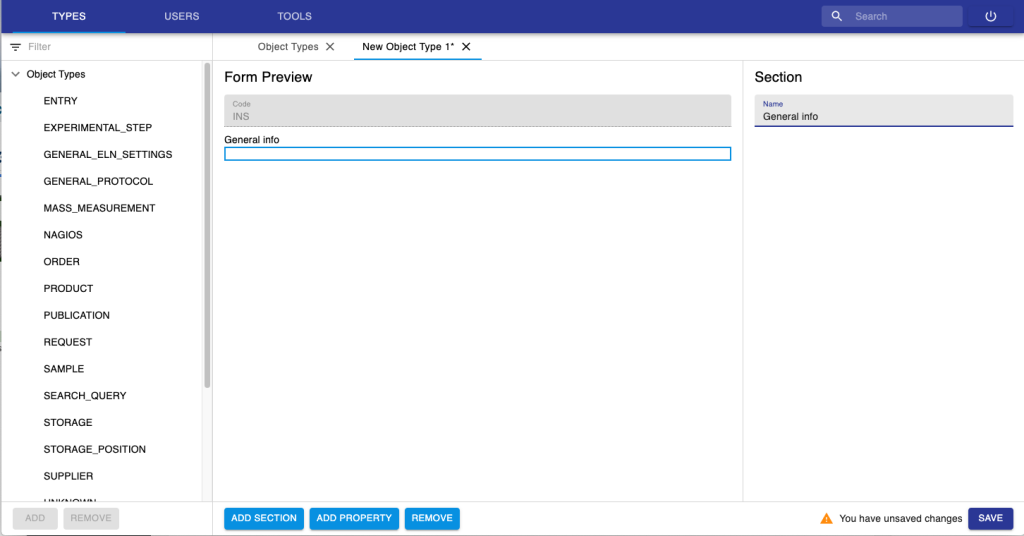 TYPES USERS TOOLS Search
Filter
Object Types New Object Type 1*
Object Types
ENTRY
EXPERIMENTAL_STEP
GENERAL_ELN_SETTINGS
GENERAL_PROTOCOL
MASS_MEASUREMENT
NAGIOS
ORDER
PRODUCT
PUBLICATION
REQUEST
SAMPLE
SEARCH_QUERY
STORAGE
STORAGE_POSITION
SUPPLIER
UNKNOWN
ADD REMOVE
Form Preview
Code
INS
General info
ADD SECTION ADD PROPERTY REMOVE
Section
Name
General info
You have unsaved changes SAVE